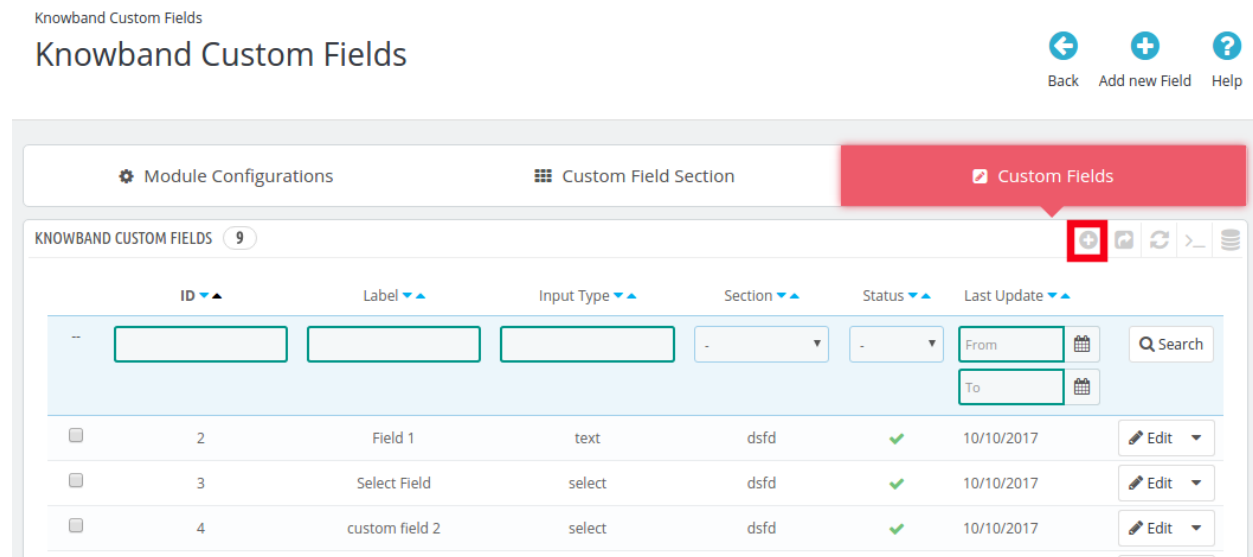 Knowband Custom Fields
Knowband Custom Fields
Back Add new Field Help
Module Configurations Custom Field Section Custom Fields
KNOWBAND CUSTOM FIELDS 9
ID Label Input Type Section Status Last Update
-- - - From Search
To
2 Field 1 text dsfd 10/10/2017 Edit
3 Select Field select dsfd 10/10/2017 Edit
4 custom field 2 select dsfd 10/10/2017 Edit